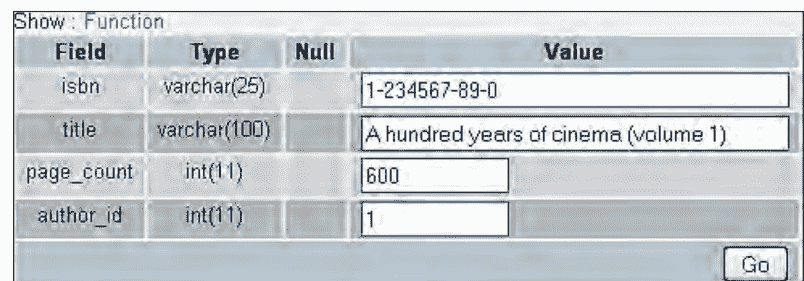 Show : Function
Field Type Null Value
isbn varchar(25) 1-234567-89-0
title varchar(100) A hundred years of cinema (volume 1)
page_count int(11) 600
author_id int(11) 1
Go